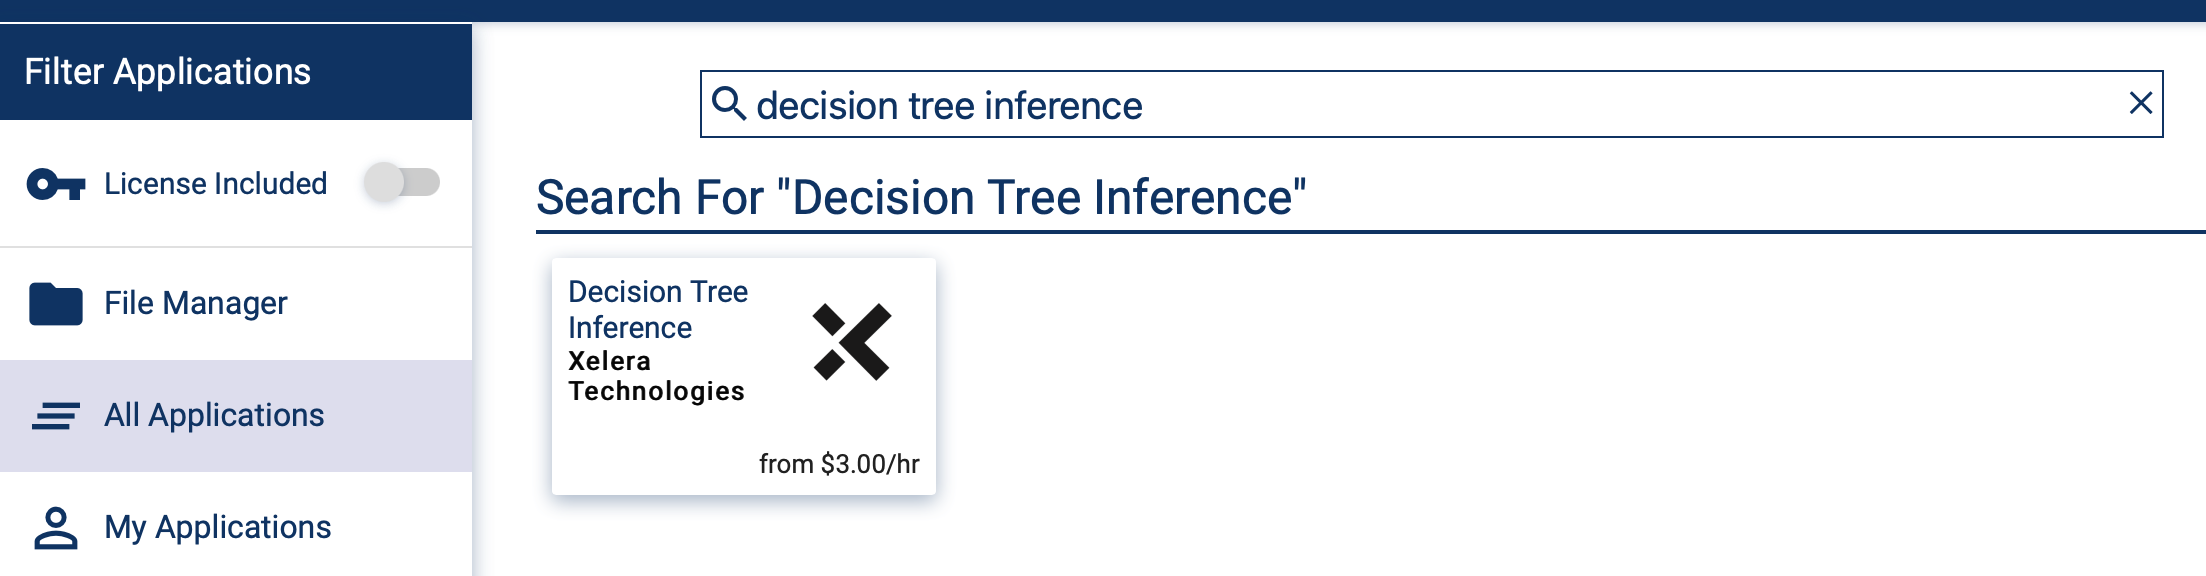 Filter Applications
License Included
File Manager
All Applications
My Applications
decision tree inference
Search For "Decision Tree Inference"
Decision Tree
Inference
Xelera
Technologies
from $3.00/hr